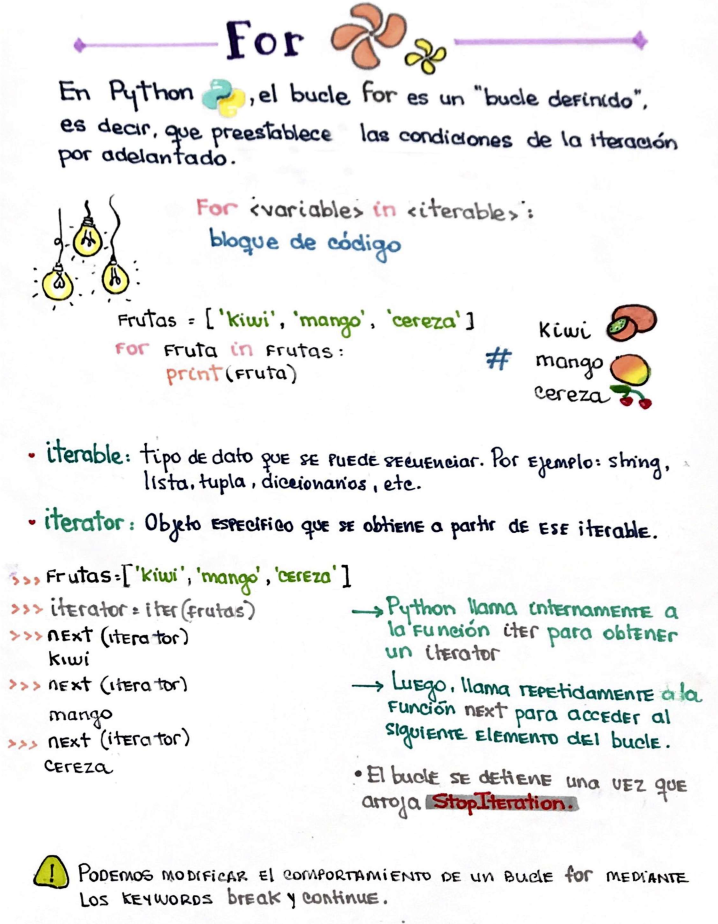 For
En Python, el bucle for es un "bucle definido",
es decir, que preestablece las condiciones de la iteración
por adelantado.
For <variable> in <iterable>:
bloque de código
Frutas = ['kiwi', 'mango', 'cereza']
for fruta in frutas:
print(fruta)
# kiwi
mango
cereza
• iterable: tipo de dato que se puede secuenciar. Por ejemplo: string,
lista, tupla, diccionarios, etc.
• iterator: Objeto específico que se obtiene a partir de ese iterable.
>>> Frutas=['kiwi', 'mango', 'cereza']
>>> iterator = iter(frutas)
>>> next (iterator)
kiwi
>>> next (iterator)
mango
>>> next (iterator)
cereza
→ Python llama internamente a
la función iter para obtener
un iterator
→ Luego, llama repetidamente a la
función next para acceder al
siguiente elemento del bucle.
• El bucle se detiene una vez que
arroja StopIteration.
! Podemos modificar el comportamiento de un bucle for mediante
los keywords break y continue.